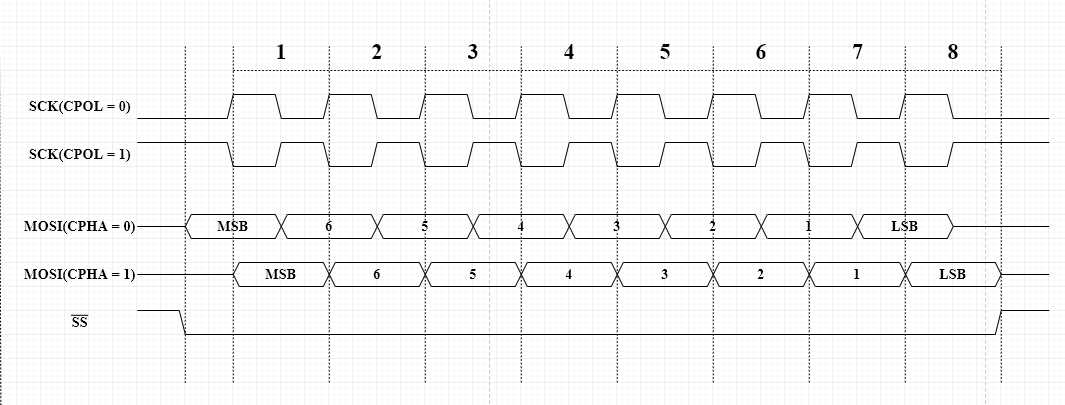 1 2 3 4 5 6 7 8
SCK(CPOL = 0)
SCK(CPOL = 1)
MOSI(CPHA = 0) MSB 6 5 4 3 2 1 LSB
MOSI(CPHA = 1) MSB 6 5 4 3 2 1 LSB
S̅S̅